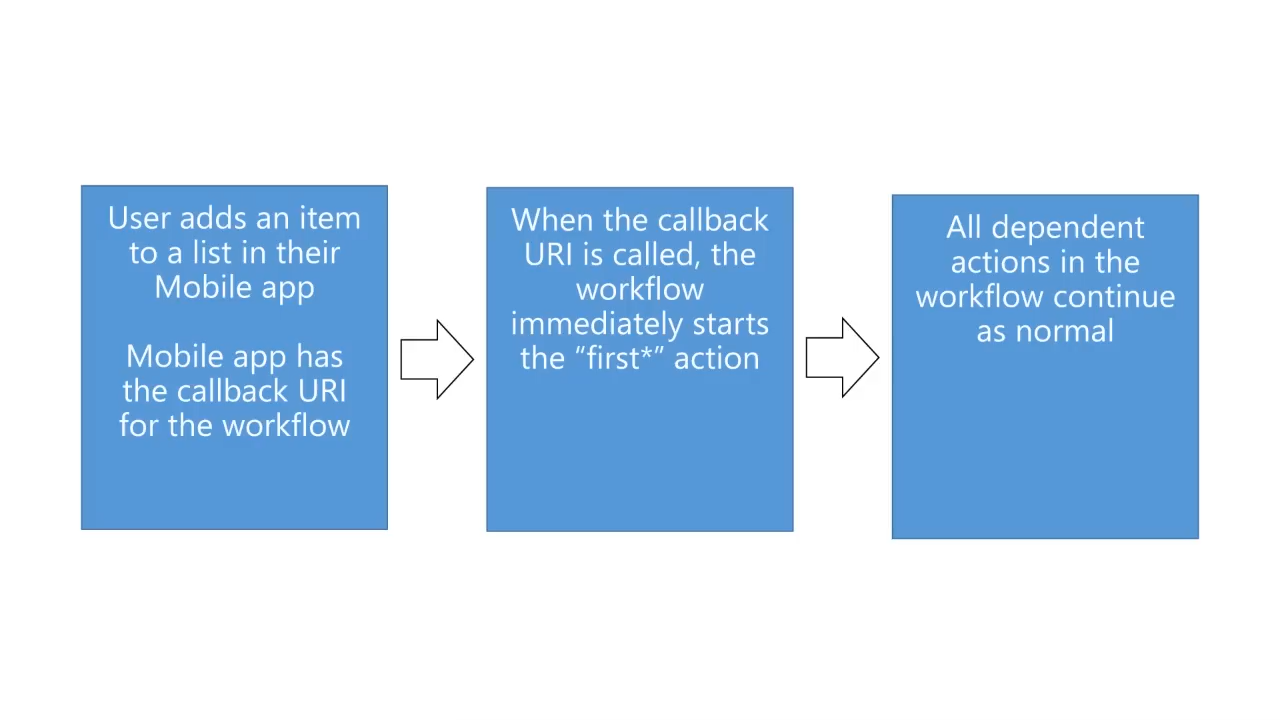 User adds an item
to a list in their
Mobile app
Mobile app has
the callback URI
for the workflow
When the callback
URI is called, the
workflow
immediately starts
the “first*” action
All dependent
actions in the
workflow continue
as normal